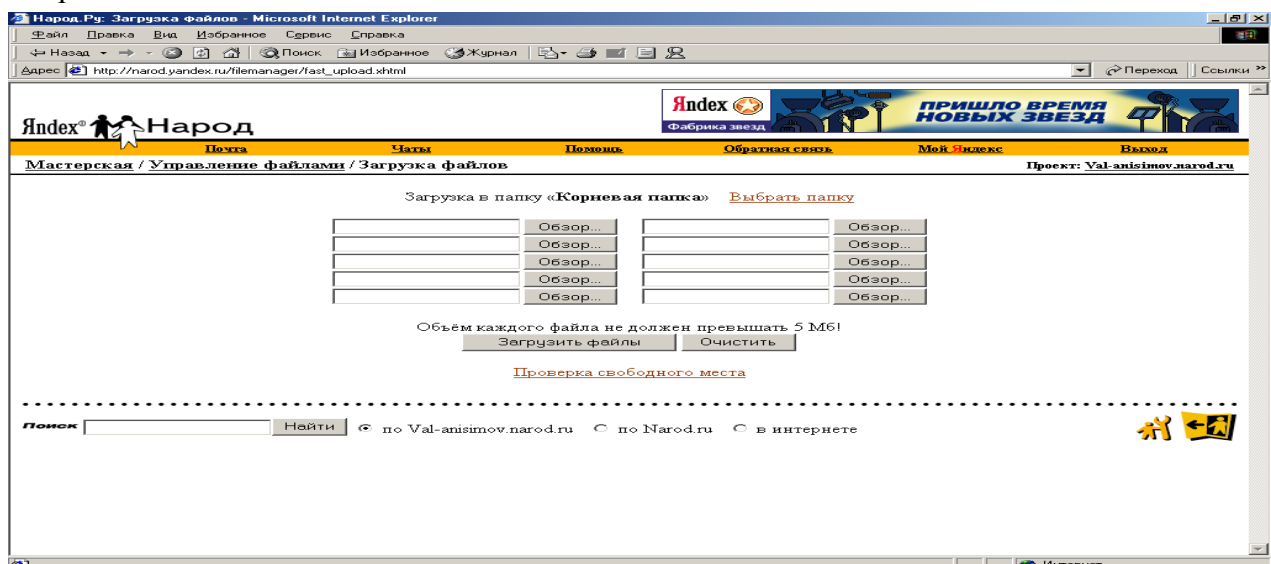 Народ.Ру: Загрузка файлов - Microsoft Internet Explorer
Файл Правка Вид Избранное Сервис Справка
Назад Поиск Избранное Журнал
Адрес http://narod.yandex.ru/filemanager/fast_upload.xhtml Переход Ссылки »
Яndex
ПРИШЛО ВРЕМЯ
НОВЫХ ЗВЕЗД
Фабрика звезд
Яndex® Народ
Почта Чаты Помощь Обратная связь Мой Яндекс Выход
Мастерская / Управление файлами / Загрузка файлов Проект: Val-anisimov.narod.ru
Загрузка в папку «Корневая папка» Выбрать папку
Обзор... Обзор...
Обзор... Обзор...
Обзор... Обзор...
Обзор... Обзор...
Обзор... Обзор...
Объём каждого файла не должен превышать 5 Мб!
Загрузить файлы Очистить
Проверка свободного места
Поиск Найти по Val-anisimov.narod.ru по Narod.ru в интернете